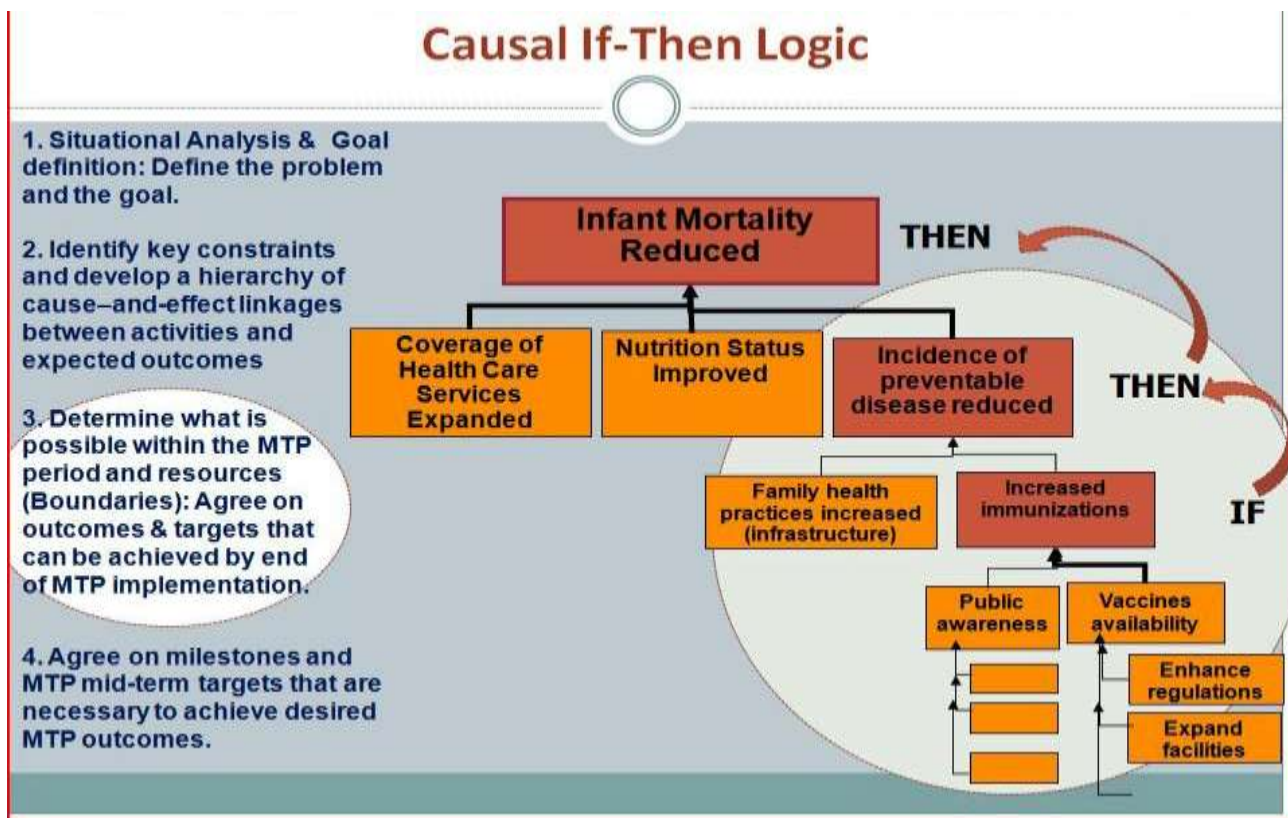 Causal If-Then Logic
1. Situational Analysis & Goal
definition: Define the problem
and the goal.
2. Identify key constraints
and develop a hierarchy of
cause–and-effect linkages
between activities and
expected outcomes
3. Determine what is
possible within the MTP
period and resources
(Boundaries): Agree on
outcomes & targets that
can be achieved by end
of MTP implementation.
4. Agree on milestones and
MTP mid-term targets that are
necessary to achieve desired
MTP outcomes.
Infant Mortality
Reduced
THEN
Coverage of
Health Care
Services
Expanded
Nutrition Status
Improved
Incidence of
preventable
disease reduced
THEN
Family health
practices increased
(infrastructure)
Increased
immunizations
IF
Public
awareness
Vaccines
availability
Enhance
regulations
Expand
facilities